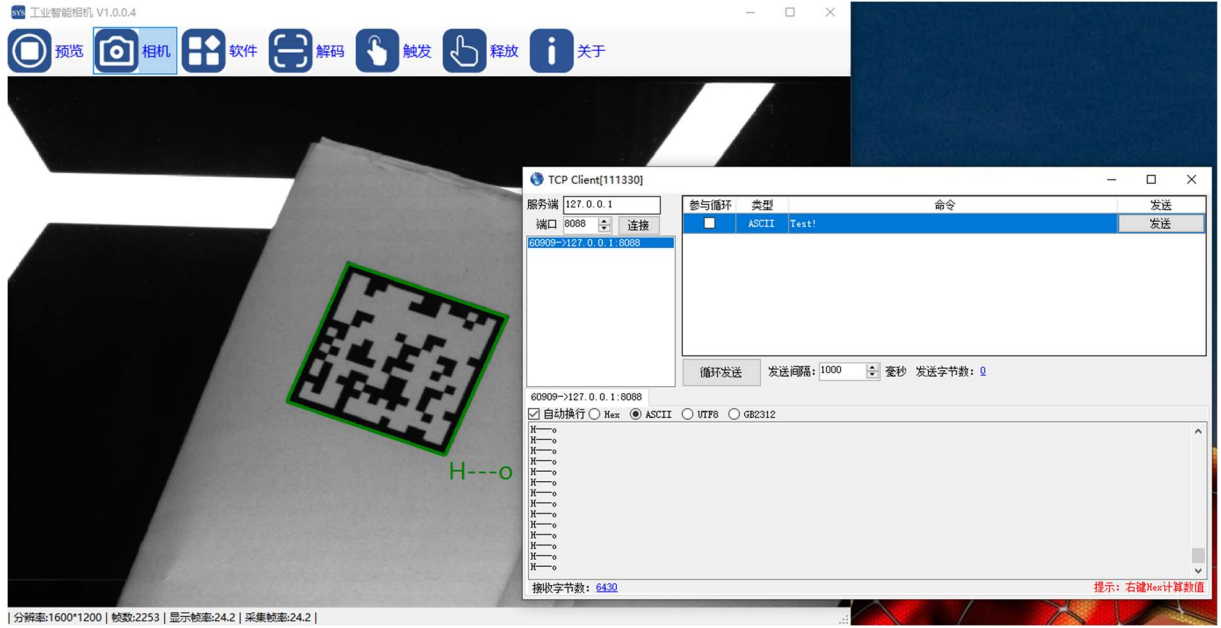 SYS 工业智能相机 V1.0.0.4
预览 相机 软件 解码 触发 释放 关于
H---o
TCP Client[111330]
服务端 127.0.0.1
端口 8088 连接
60909->127.0.0.1:8088
参与循环 类型 命令 发送
ASCII Test! 发送
循环发送 发送间隔: 1000 毫秒 发送字节数: 0
60909->127.0.0.1:8088
自动换行 Hex ASCII UTF8 GB2312
H---o
H---o
H---o
H---o
H---o
H---o
H---o
H---o
H---o
H---o
H---o
H---o
H---o
H---o
接收字节数: 6430
提示: 右键Hex计算数值
|分辨率:1600*1200 | 帧数:2253 | 显示帧率:24.2 | 采集帧率:24.2 |